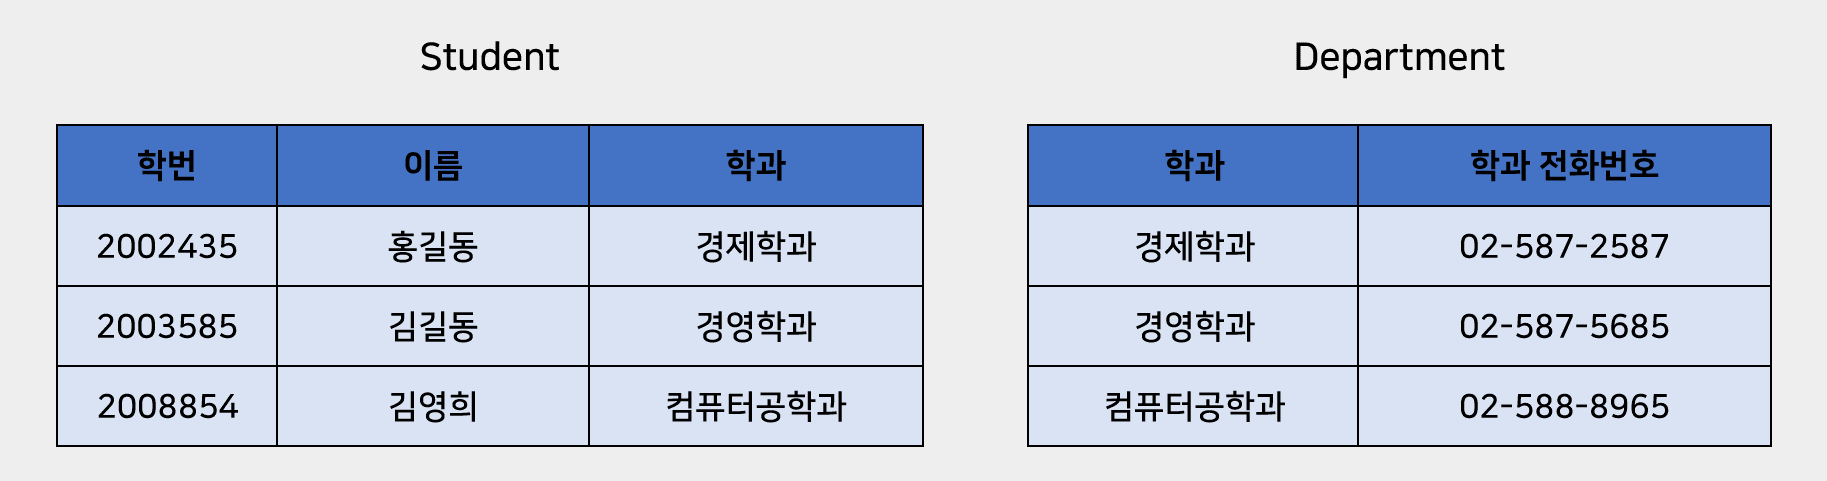 Student
학번 이름 학과
2002435 홍길동 경제학과
2003585 김길동 경영학과
2008854 김영희 컴퓨터공학과
Department
학과 학과 전화번호
경제학과 02-587-2587
경영학과 02-587-5685
컴퓨터공학과 02-588-8965